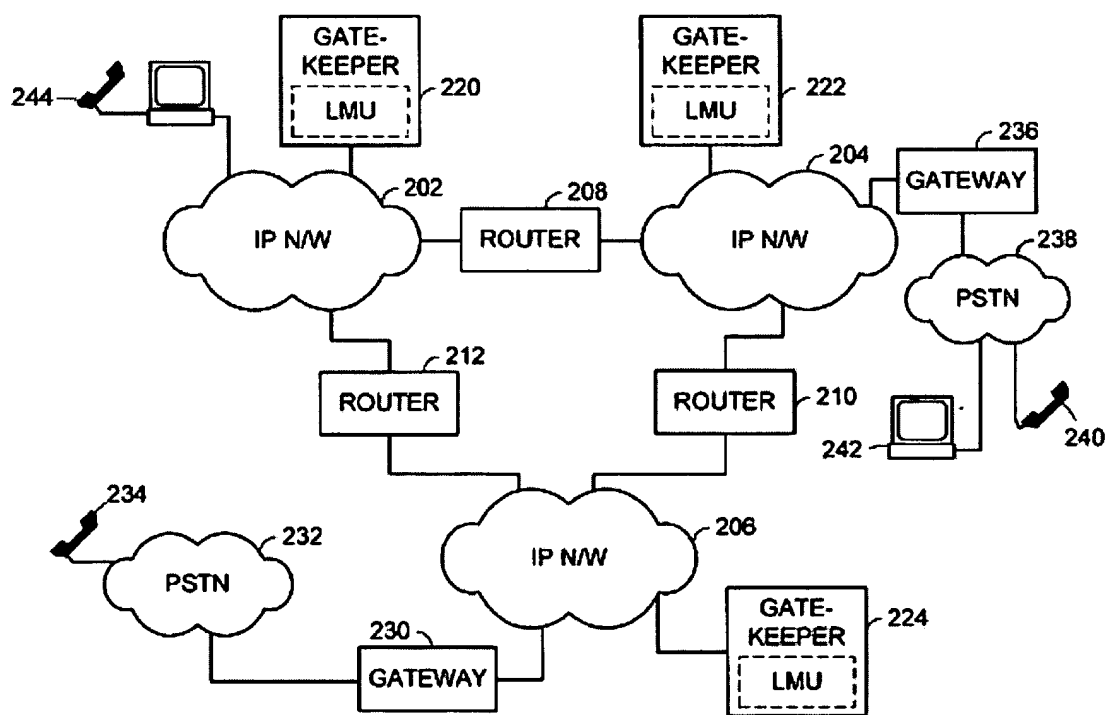 GATE-
KEEPER
LMU
220
244
GATE-
KEEPER
LMU
222
202
IP N/W
208
ROUTER
204
IP N/W
236
GATEWAY
238
PSTN
212
ROUTER
ROUTER
210
242
240
234
232
PSTN
206
IP N/W
230
GATEWAY
GATE-
KEEPER
LMU
224